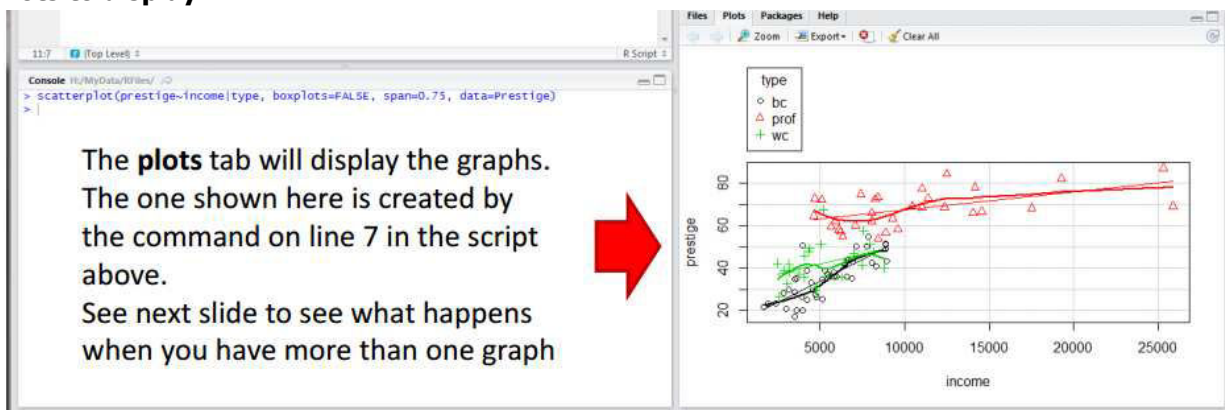 11:7 (Top Level) R Script
Console H:/MyData/RFiles/
> scatterplot(prestige~income|type, boxplots=FALSE, span=0.75, data=Prestige)
>
The plots tab will display the graphs.
The one shown here is created by
the command on line 7 in the script
above.
See next slide to see what happens
when you have more than one graph
Files Plots Packages Help
Zoom Export Clear All
type
bc
prof
wc
prestige
80
60
40
20
5000 10000 15000 20000 25000
income